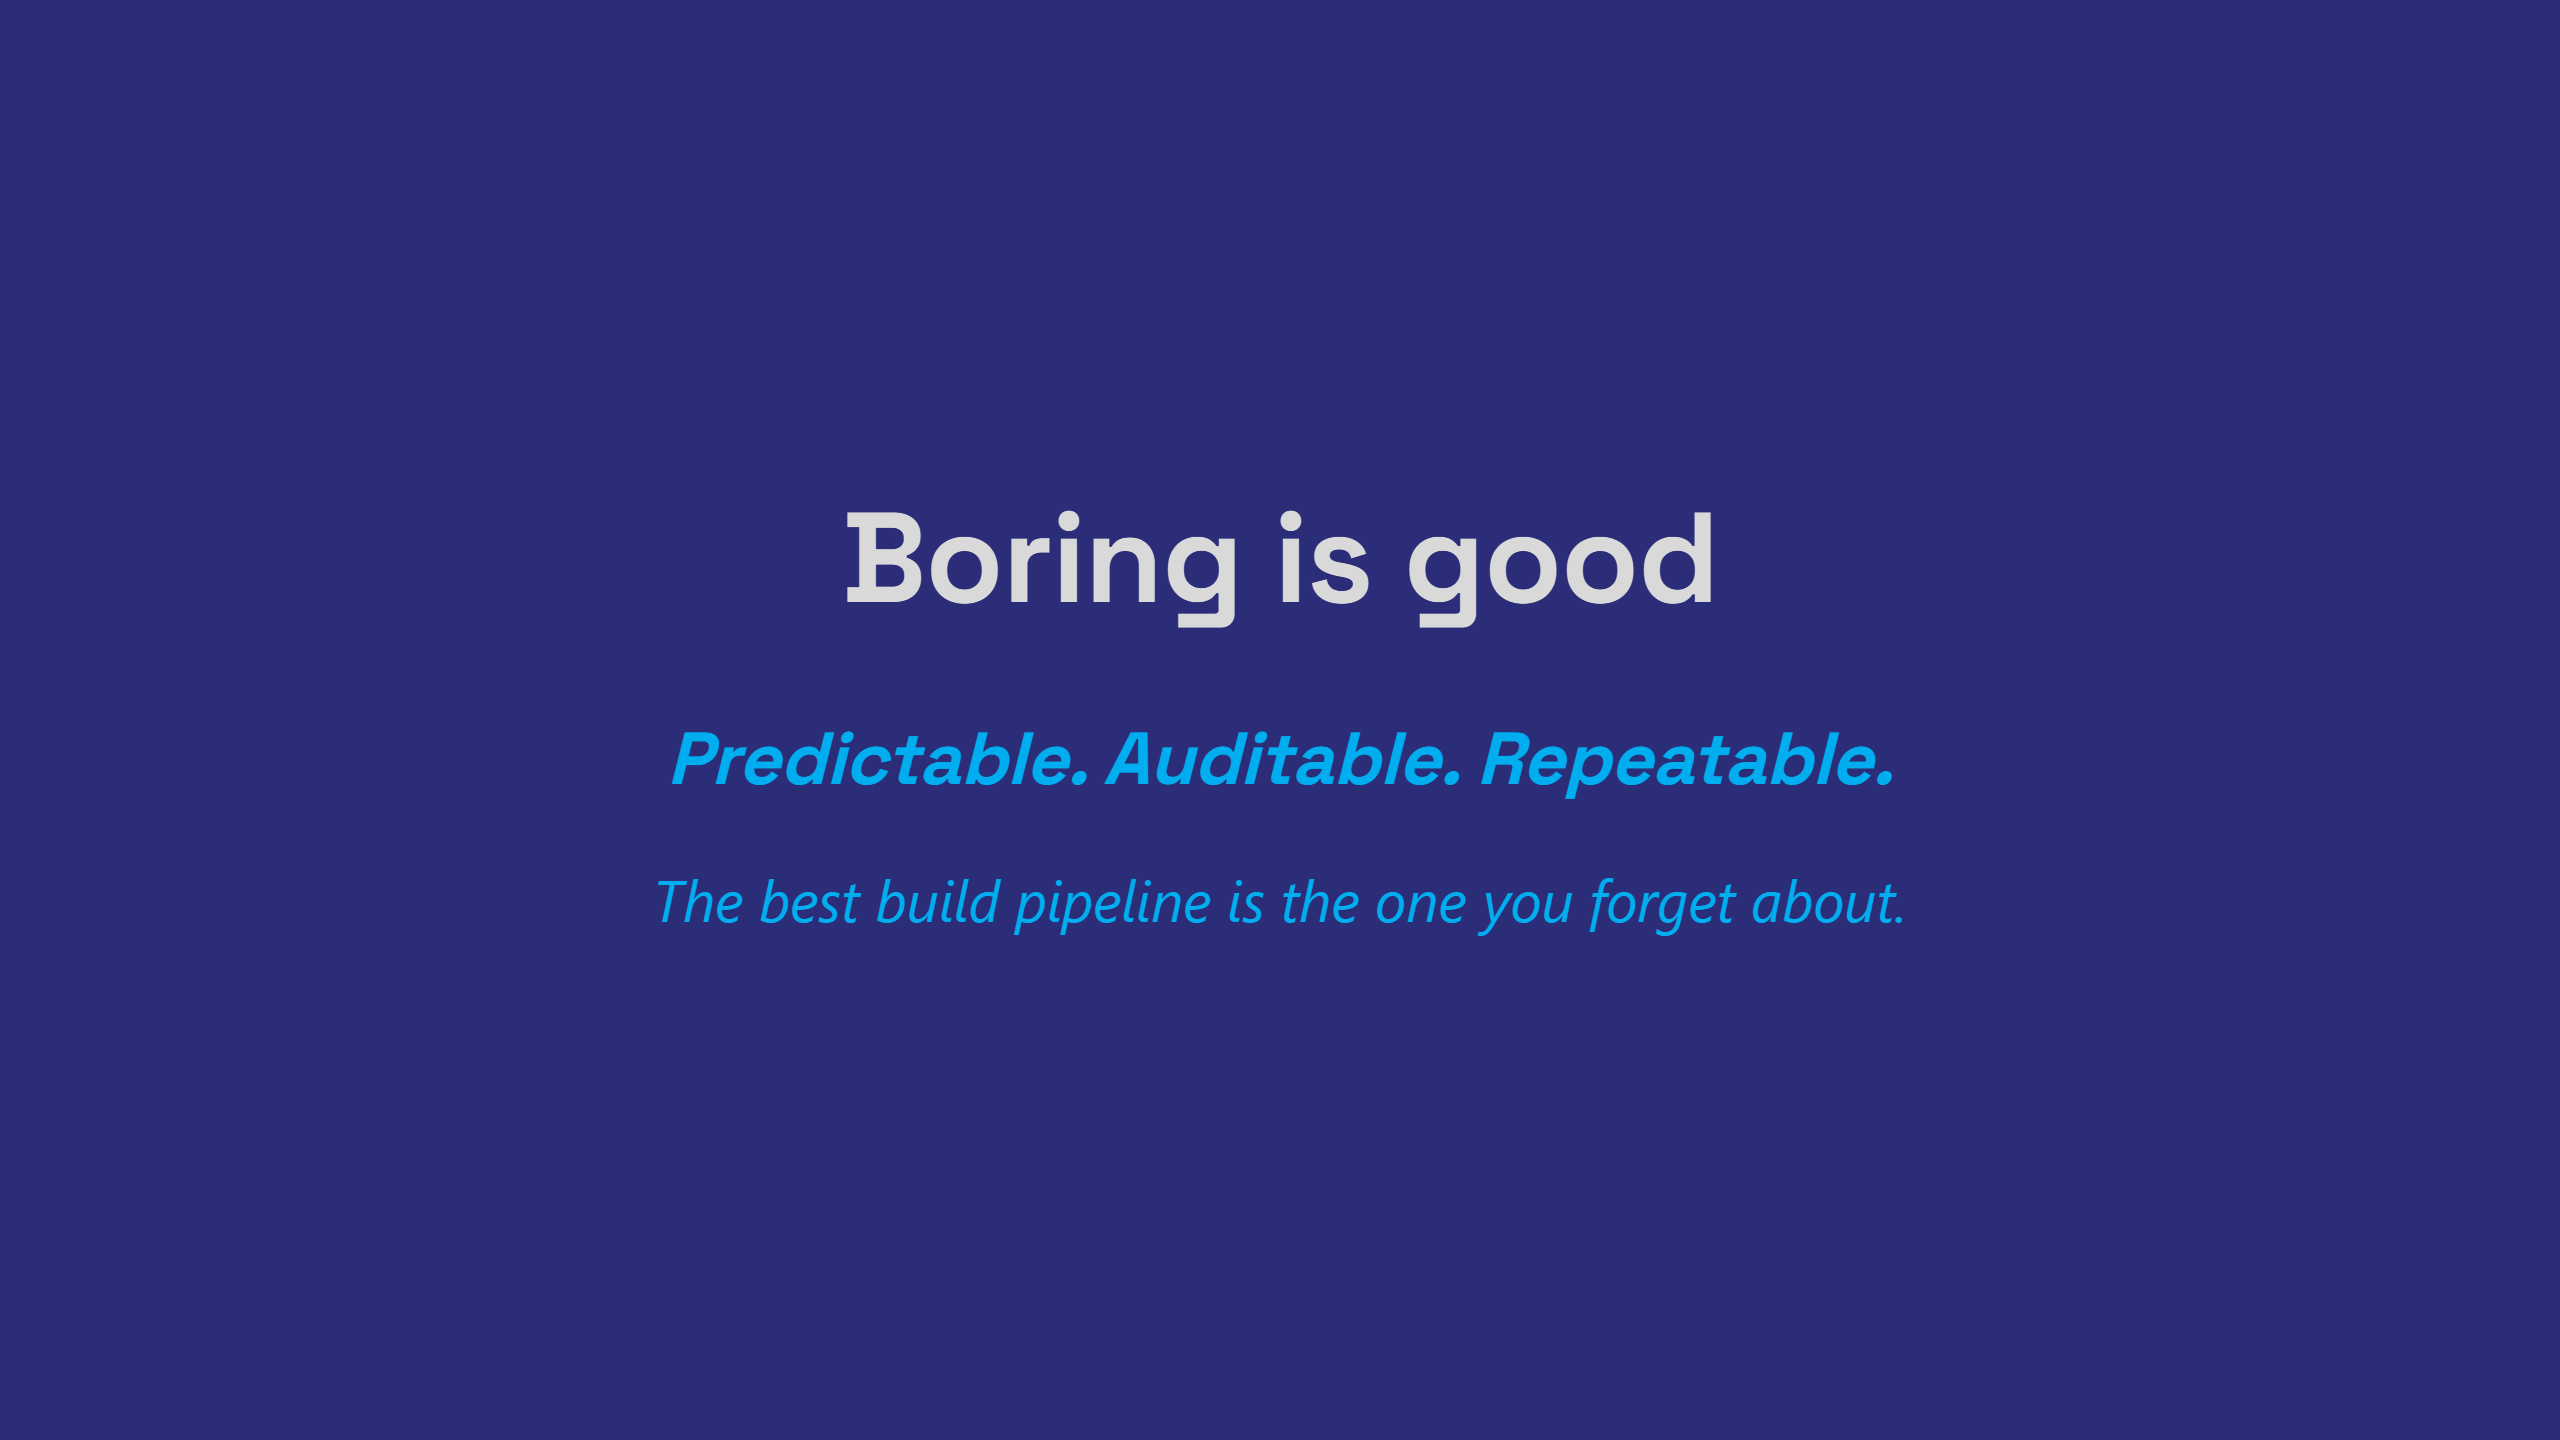 Boring is good
Predictable. Auditable. Repeatable.
The best build pipeline is the one you forget about.